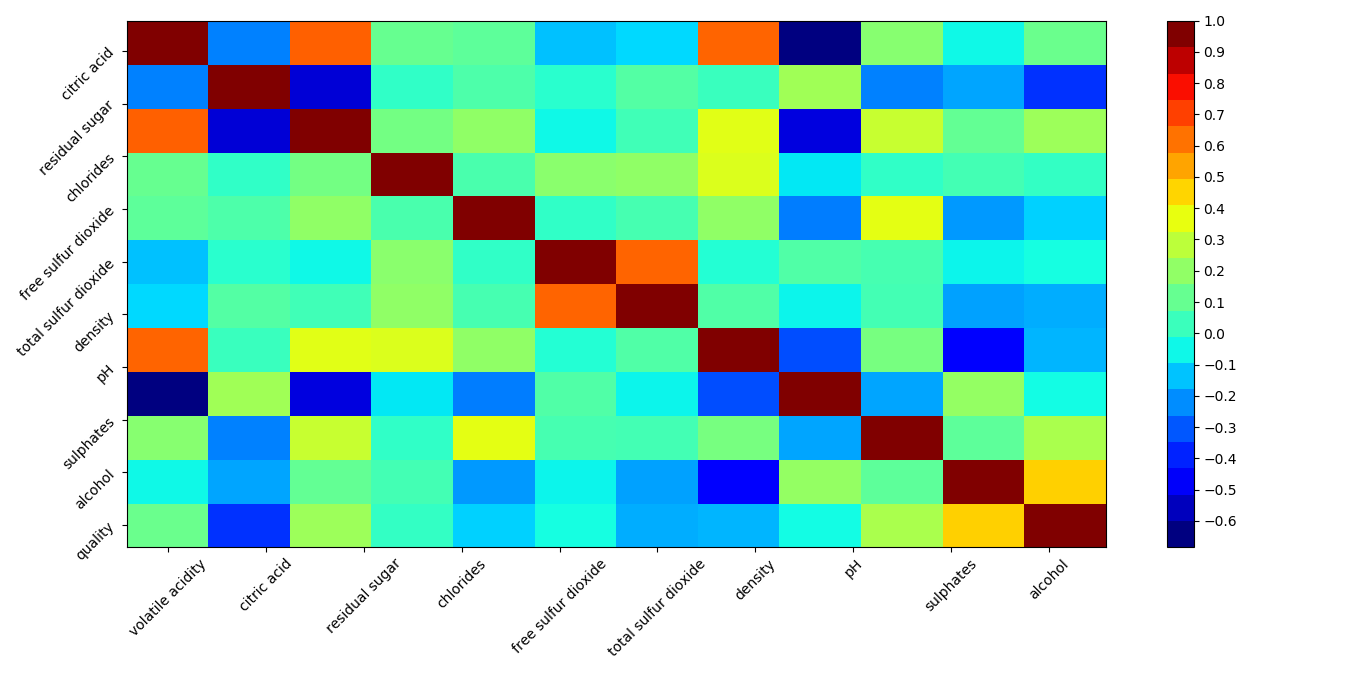 citric acid
residual sugar
chlorides
free sulfur dioxide
total sulfur dioxide
density
pH
sulphates
alcohol
quality
volatile acidity
citric acid
residual sugar
chlorides
free sulfur dioxide
total sulfur dioxide
density
pH
sulphates
alcohol
1.0
0.9
0.8
0.7
0.6
0.5
0.4
0.3
0.2
0.1
0.0
−0.1
−0.2
−0.3
−0.4
−0.5
−0.6